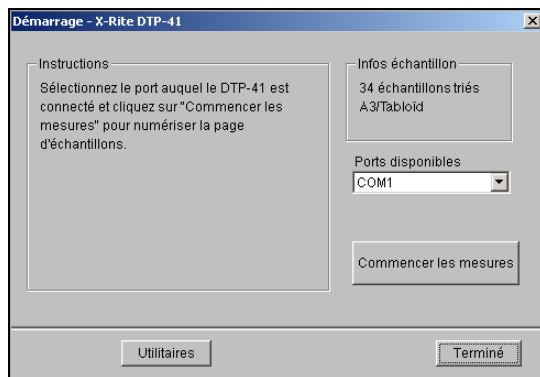 Démarrage - X-Rite DTP-41
Instructions
Sélectionnez le port auquel le DTP-41 est
connecté et cliquez sur "Commencer les
mesures" pour numériser la page
d'échantillons.
Infos échantillon
34 échantillons triés
A3/Tabloïd
Ports disponibles
COM1
Commencer les mesures
Utilitaires
Terminé